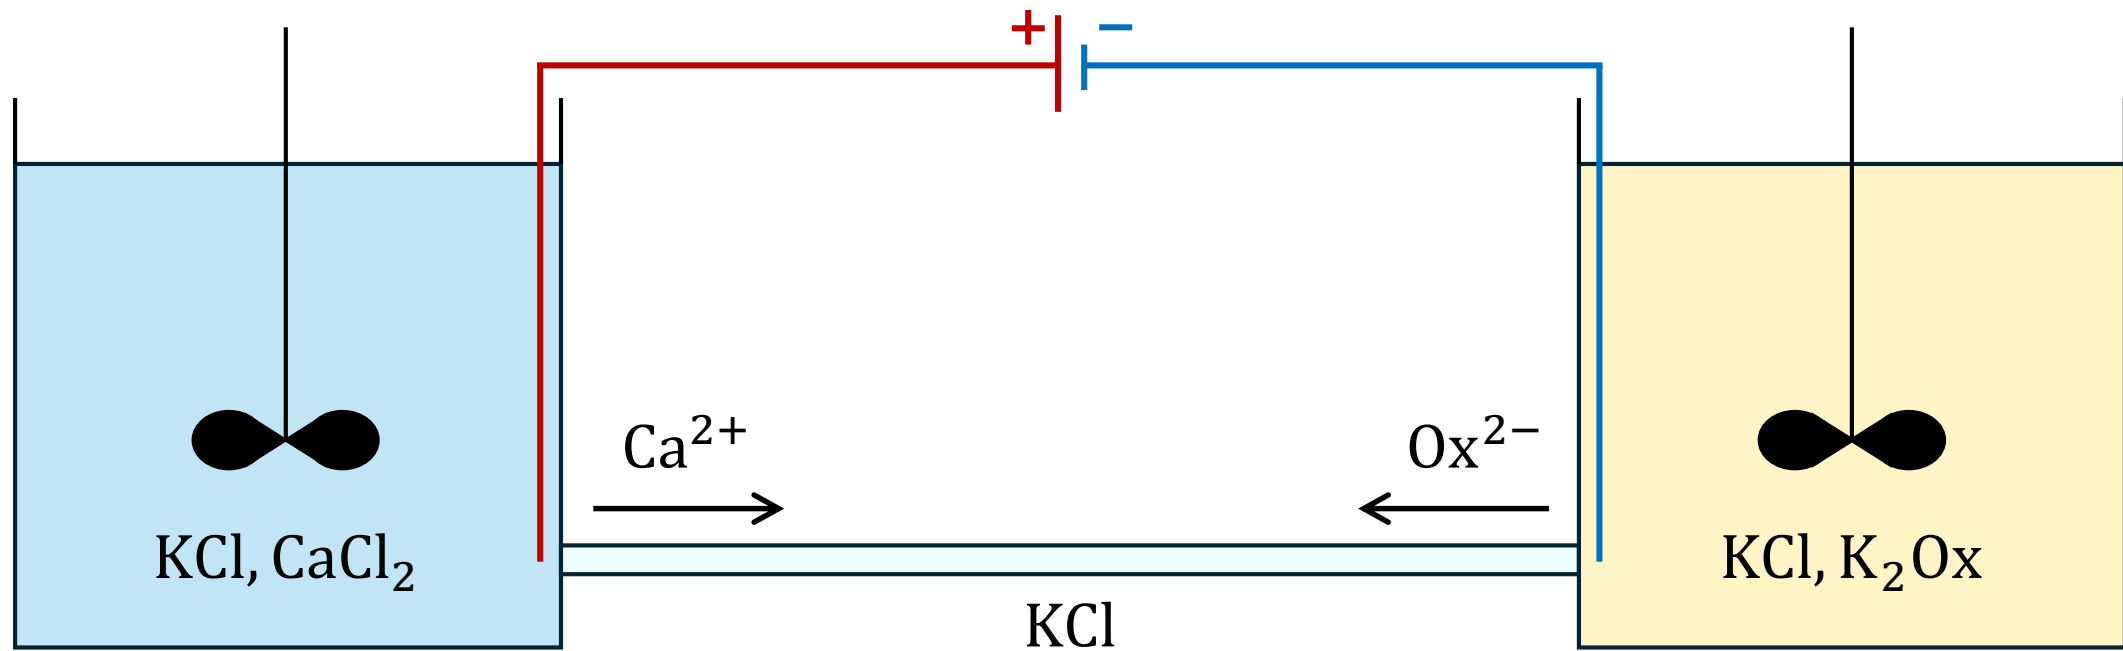 + −
Ca²⁺
Ox²⁻
KCl, CaCl₂
KCl, K₂Ox
KCl